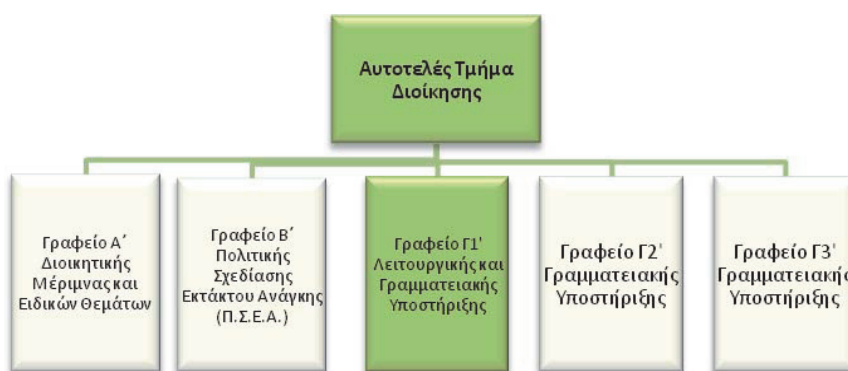 Αυτοτελές Τμήμα
Διοίκησης
Γραφείο Α΄
Διοικητικής
Μέριμνας και
Ειδικών Θεμάτων
Γραφείο Β΄
Πολιτικής
Σχεδίασης
Εκτάκτου Ανάγκης
(Π.Σ.Ε.Α.)
Γραφείο Γ1'
Λειτουργικής και
Γραμματειακής
Υποστήριξης
Γραφείο Γ2'
Γραμματειακής
Υποστήριξης
Γραφείο Γ3'
Γραμματειακής
Υποστήριξης